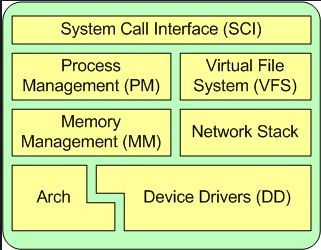 System Call Interface (SCI)
Process
Management (PM)
Virtual File
System (VFS)
Memory
Management (MM)
Network Stack
Arch
Device Drivers (DD)